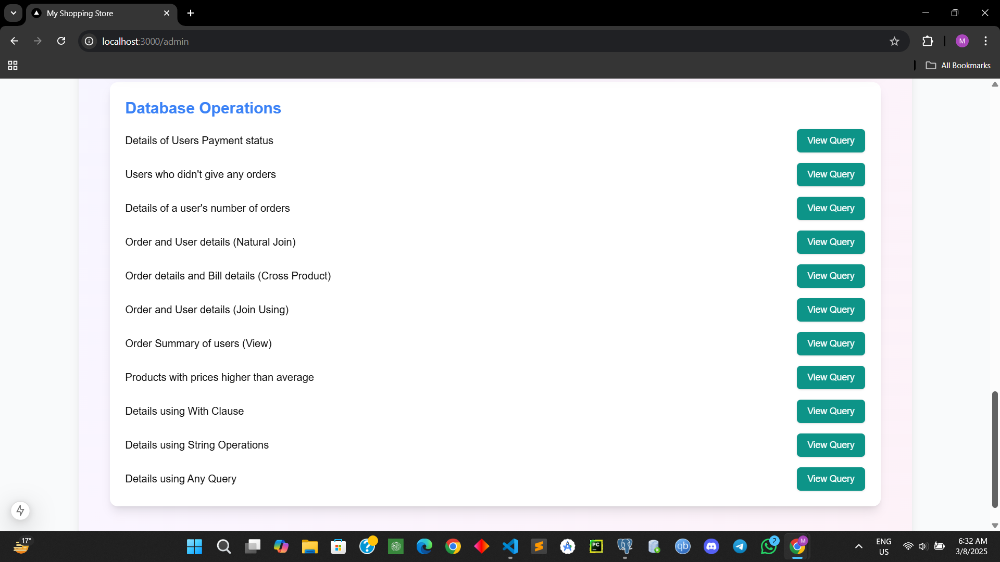 My Shopping Store
localhost:3000/admin
M
All Bookmarks
Database Operations
Details of Users Payment status
View Query
Users who didn't give any orders
View Query
Details of a user's number of orders
View Query
Order and User details (Natural Join)
View Query
Order details and Bill details (Cross Product)
View Query
Order and User details (Join Using)
View Query
Order Summary of users (View)
View Query
Products with prices higher than average
View Query
Details using With Clause
View Query
Details using String Operations
View Query
Details using Any Query
View Query
17°
PC
qb
2
M
ENG
US
6:32 AM
3/8/2025